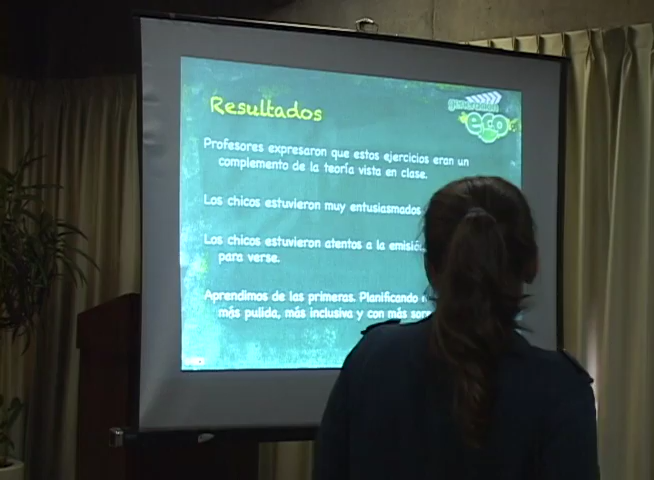 Resultados
generación
eco
Profesores expresaron que estos ejercicios eran un
complemento de la teoría vista en clase.
Los chicos estuvieron muy entusiasmados
Los chicos estuvieron atentos a la
para verse.
Aprendimos de las primeras. Planificando
más pulida, más inclusiva y con más